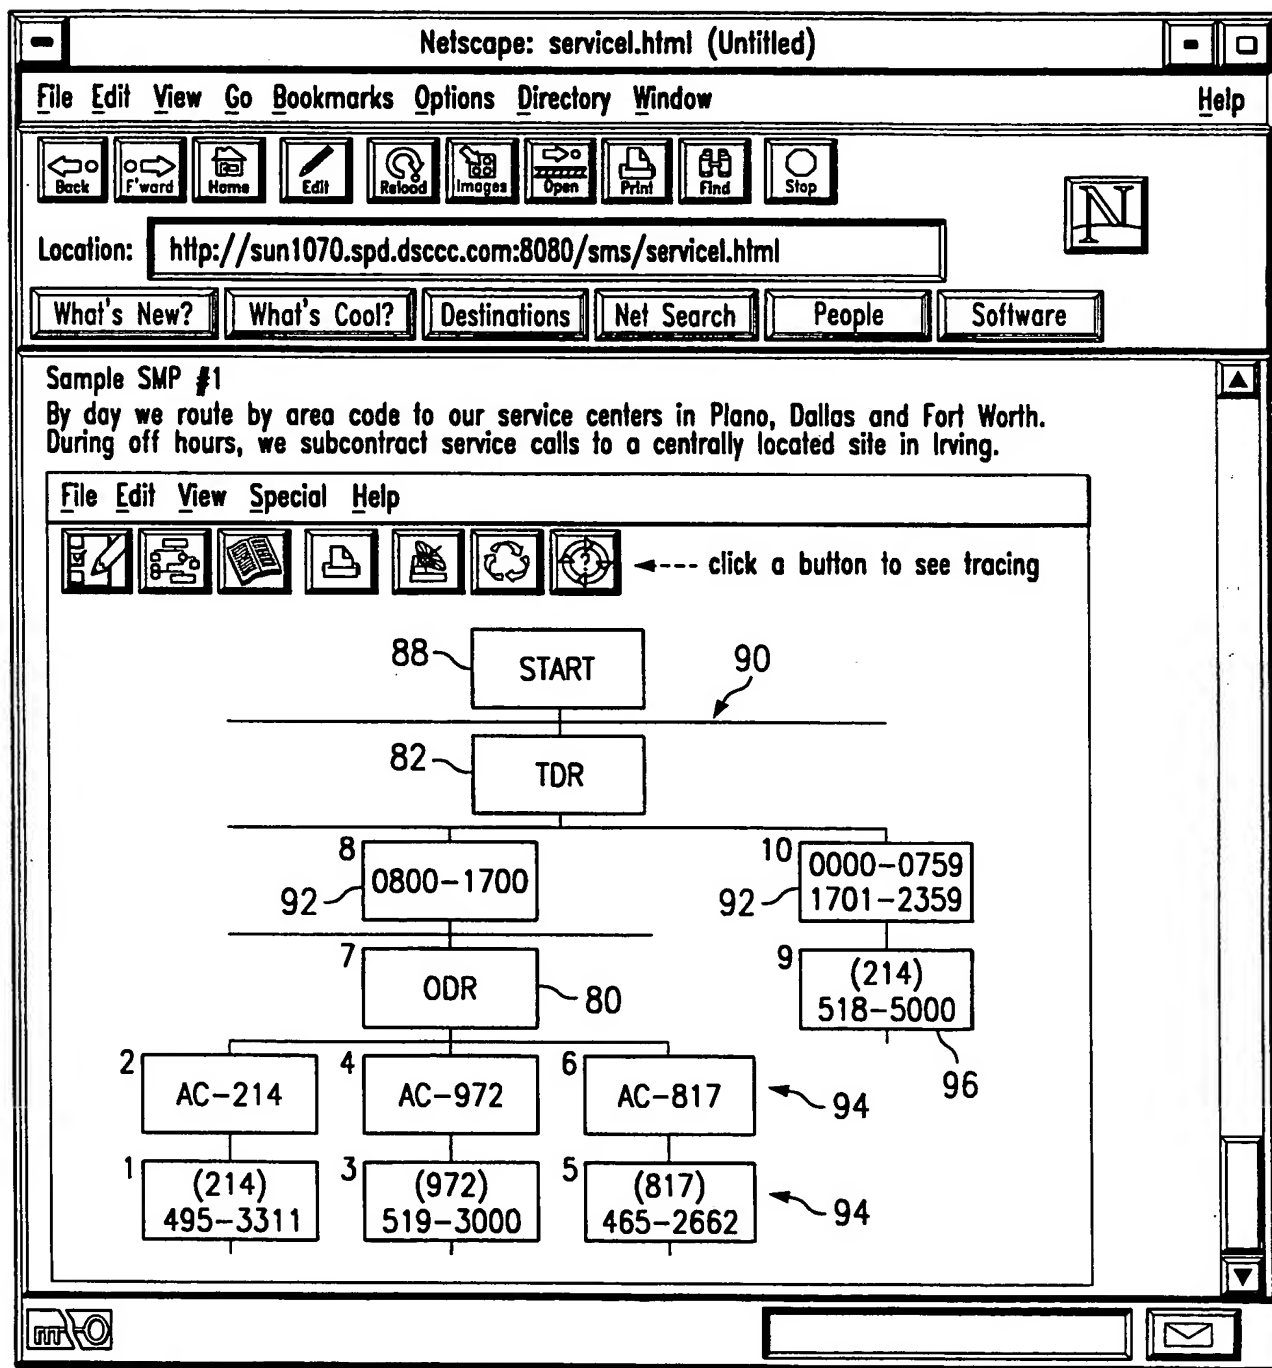 Netscape: servicel.html (Untitled)
File Edit View Go Bookmarks Options Directory Window Help
Back F'ward Home Edit Reload Images Open Print Find Stop
N
Location: http://sun1070.spd.dsccc.com:8080/sms/servicel.html
What's New? What's Cool? Destinations Net Search People Software
Sample SMP #1
By day we route by area code to our service centers in Plano, Dallas and Fort Worth.
During off hours, we subcontract service calls to a centrally located site in Irving.
File Edit View Special Help
? click a button to see tracing
88 START 90
82 TDR
8 0800-1700 92
10 0000-0759
1701-2359 92
7 ODR 80
9 (214)
518-5000 96
2 AC-214 4 AC-972 6 AC-817 94
1 (214) 3 (972) 5 (817) 94
495-3311 519-3000 465-2662